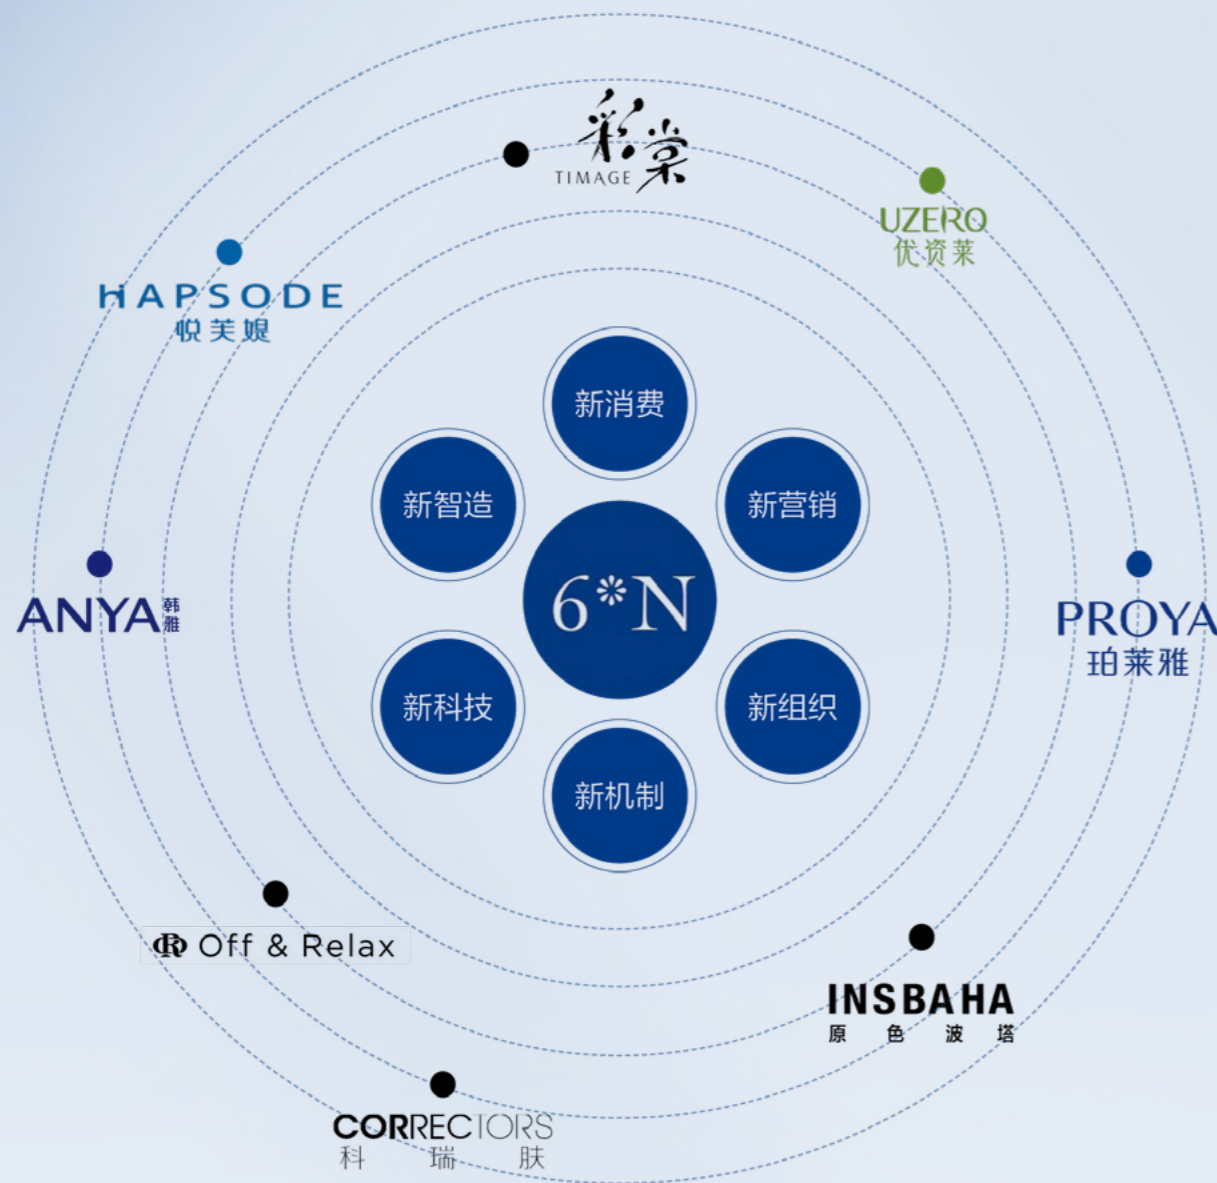 彩棠
TIMAGE
UZERO
优资莱
HAPSODE
悦芙媞
新消费
新智造
新营销
6*N
ANYA 韩雅
PROYA
珀莱雅
新科技
新组织
新机制
Off & Relax
INSBAHA
原色波塔
CORRECTORS
科瑞肤